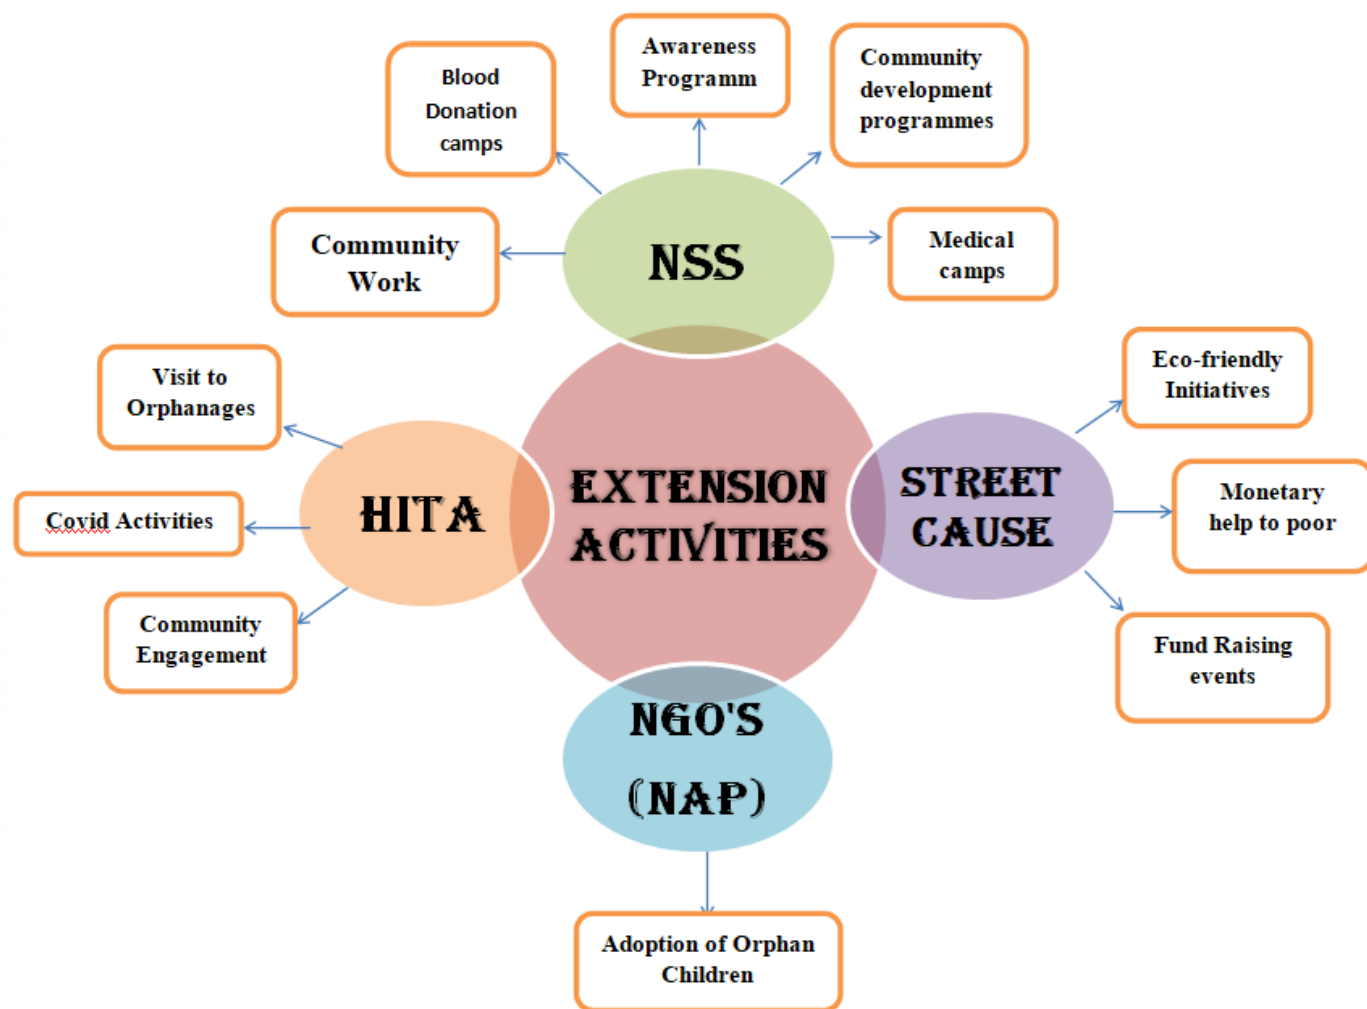 Awareness
Programm
Community
development
programmes
Blood
Donation
camps
Community
Work
NSS
Medical
camps
Visit to
Orphanages
Eco-friendly
Initiatives
Covid Activities
HITA
EXTENSION
ACTIVITIES
STREET
CAUSE
Monetary
help to poor
Community
Engagement
Fund Raising
events
NGO'S
(NAP)
Adoption of Orphan
Children